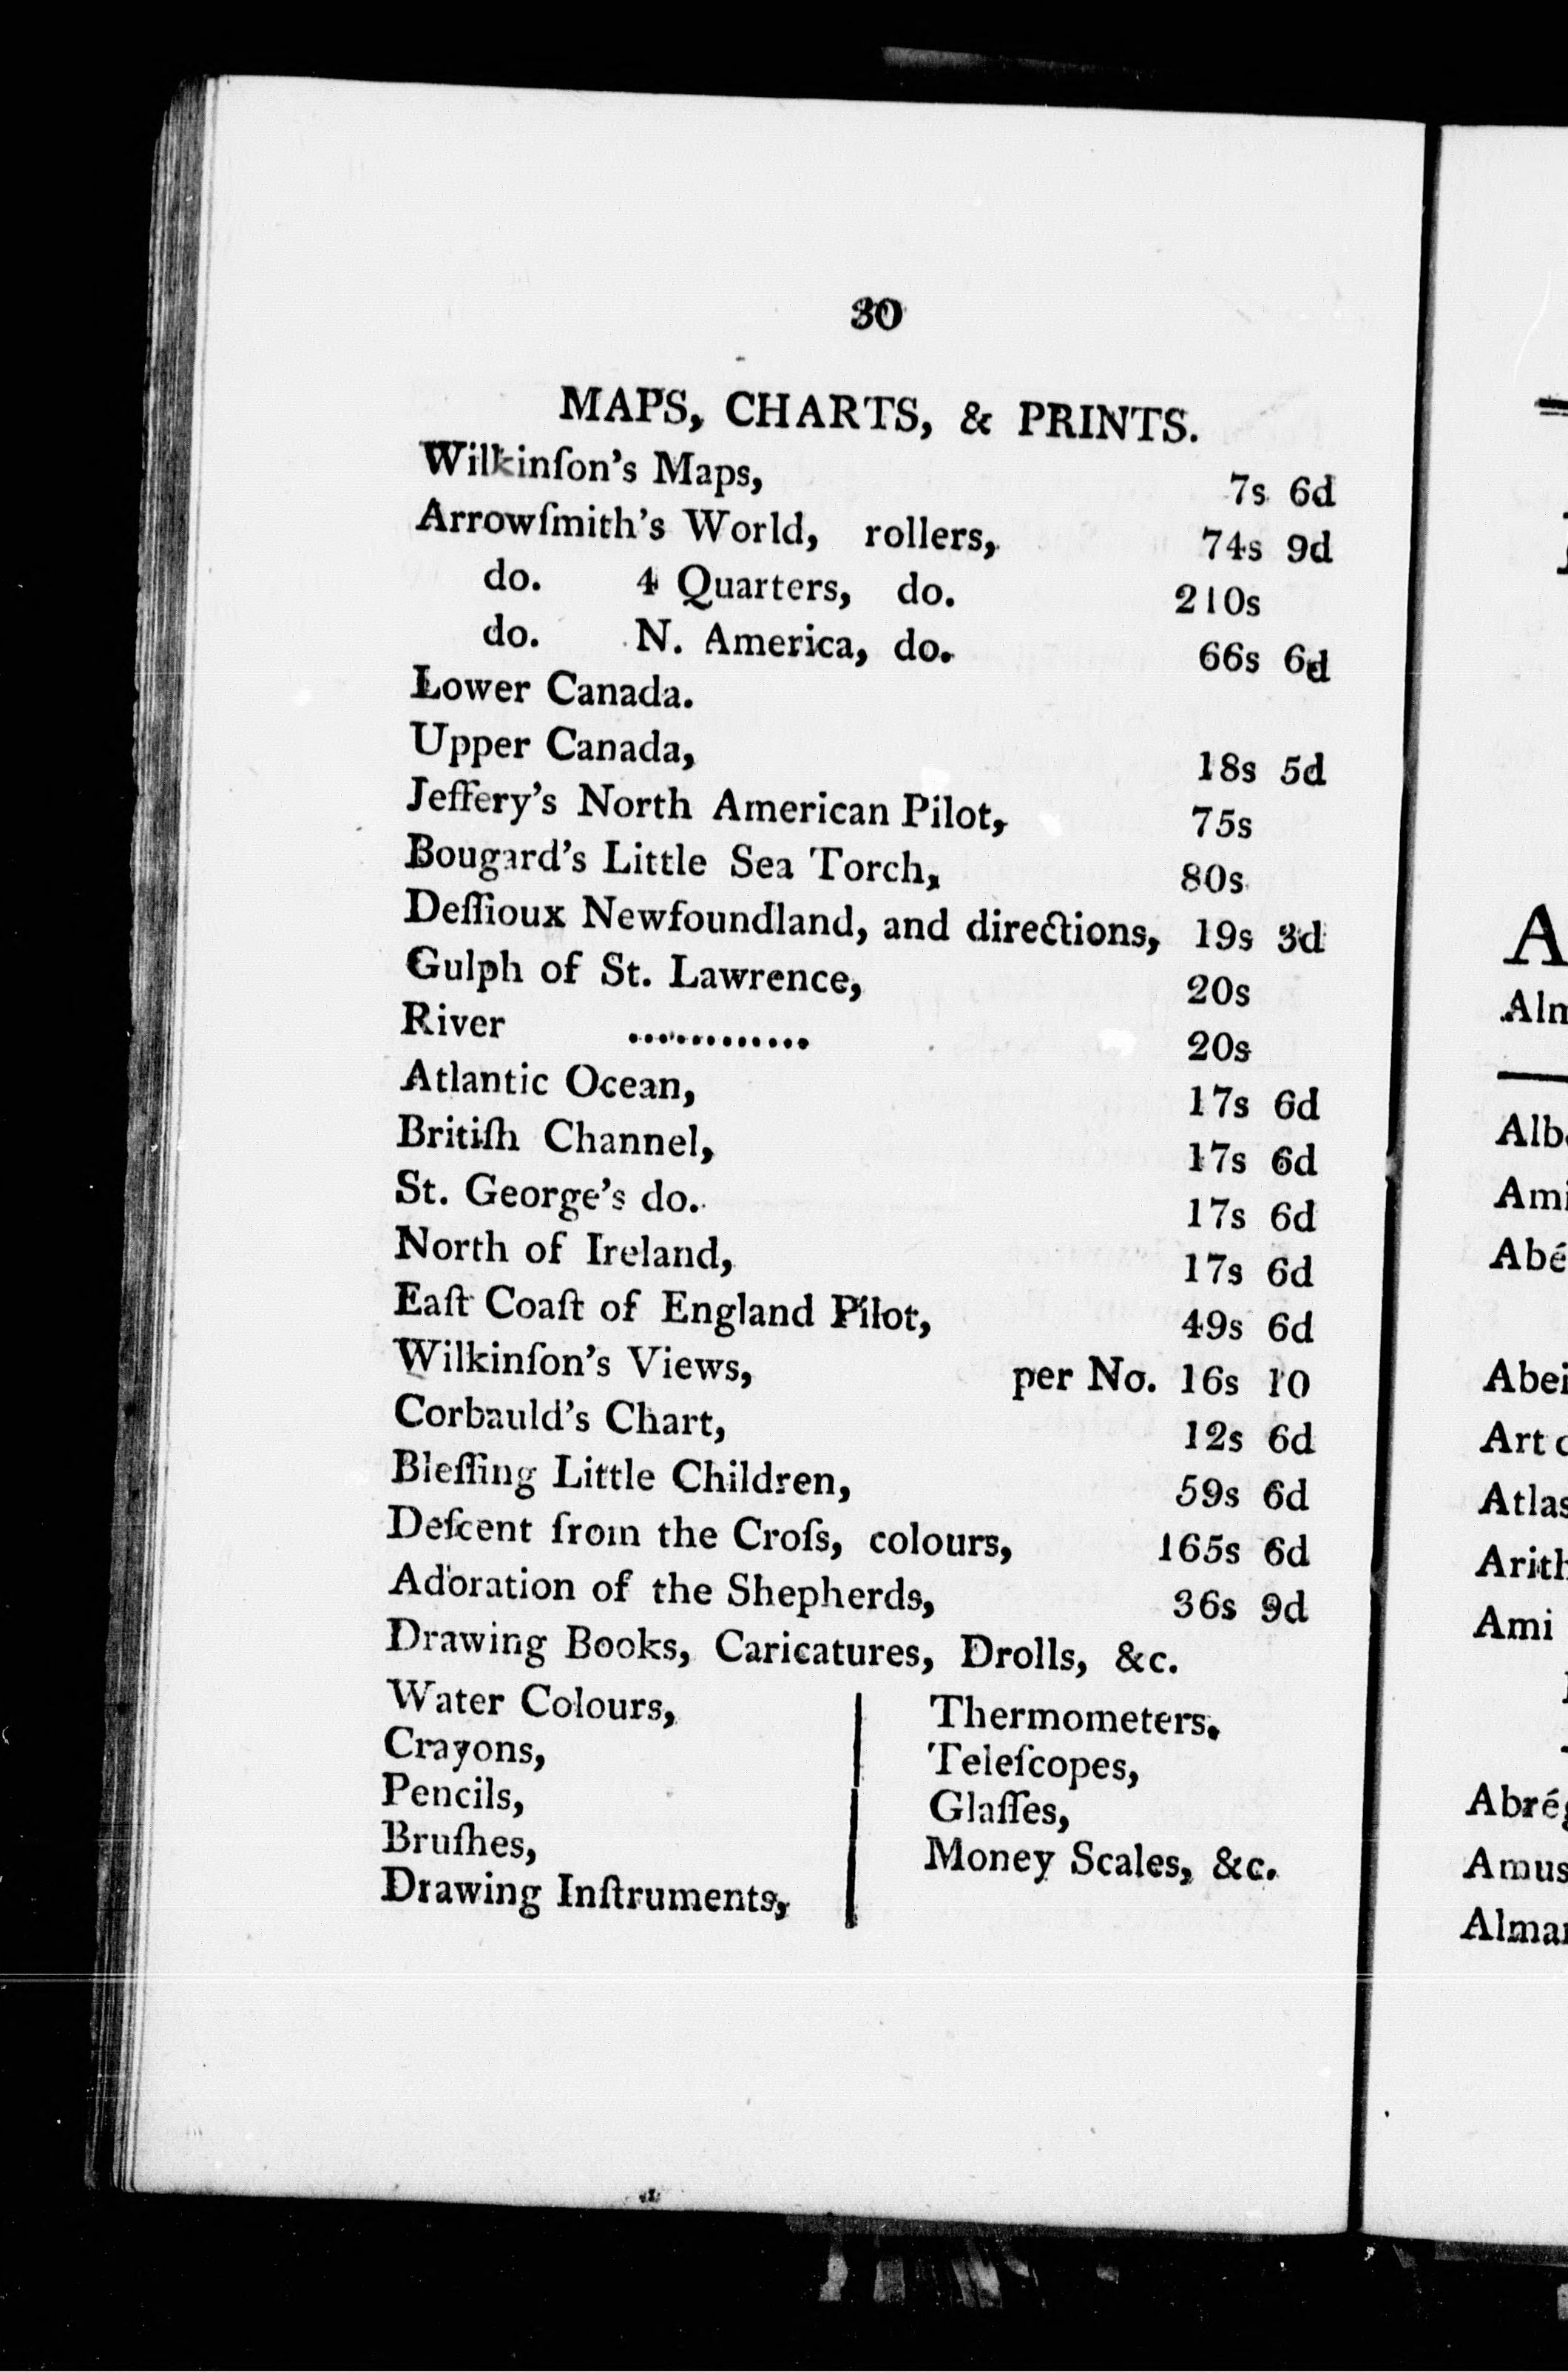 30
MAPS, CHARTS, & PRINTS.
Wilkinſon's Maps, 7s 6d
Arrowſmith's World, rollers, 74s 9d
do. 4 Quarters, do. 210s
do. N. America, do. 66s 6d
Lower Canada.
Upper Canada, 18s 5d
Jeffery's North American Pilot, 75s
Bougard's Little Sea Torch, 80s
Deſſioux Newfoundland, and directions, 19s 3d
Gulph of St. Lawrence, 20s
River ............. 20s
Atlantic Ocean, 17s 6d
Britiſh Channel, 17s 6d
St. George's do. 17s 6d
North of Ireland, 17s 6d
Eaſt Coaſt of England Pilot, 49s 6d
Wilkinſon's Views, per No. 16s 10
Corbauld's Chart, 12s 6d
Bleſſing Little Children, 59s 6d
Deſcent from the Croſs, colours, 165s 6d
Adoration of the Shepherds, 36s 9d
Drawing Books, Caricatures, Drolls, &c.
Water Colours,
Crayons,
Pencils,
Bruſhes,
Drawing Inſtruments,
Thermometers.
Teleſcopes,
Glaſſes,
Money Scales, &c.
A
Alm
Alb
Ami
Abé
Abei
Art
Atlas
Arith
Ami
Abré
Amus
Alma